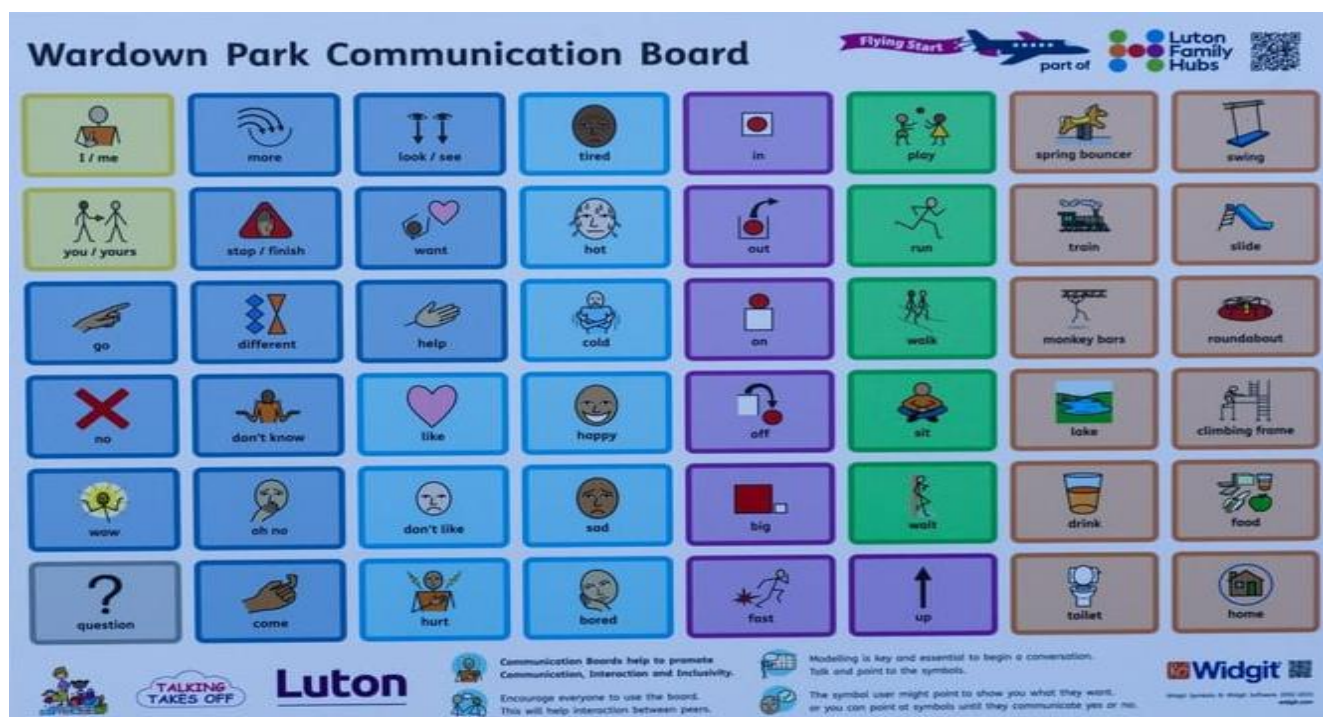 Wardown Park Communication Board
Flying Start
part of
Luton
Family
Hubs
I / me
more
look / see
tired
in
play
spring bouncer
swing
you / yours
stop / finish
want
hot
out
run
train
slide
go
different
help
cold
on
walk
monkey bars
roundabout
no
don't know
like
happy
off
sit
lake
climbing frame
wow
oh no
don't like
sad
big
wait
drink
food
question
come
hurt
bored
fast
up
toilet
home
TALKING
TAKES OFF
Luton
Communication Boards help to promote
Communication, Interaction and Inclusivity.
Encourage everyone to use the board.
This will help interaction between peers.
Modelling is key and essential to begin a conversation.
Talk and point to the symbols.
The symbol user might point to show you what they want.
or you can point at symbols until they communicate yes or no.
Widgit
widgit.com